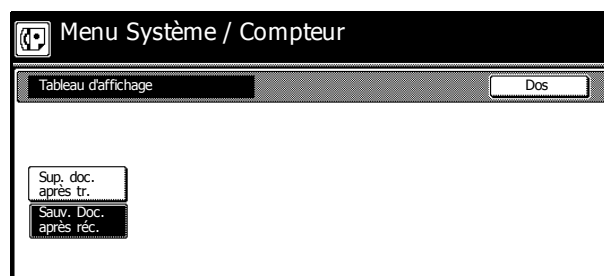 Menu Système / Compteur
Tableau d'affichage
Dos
Sup. doc.
après tr.
Sauv. Doc.
après réc.